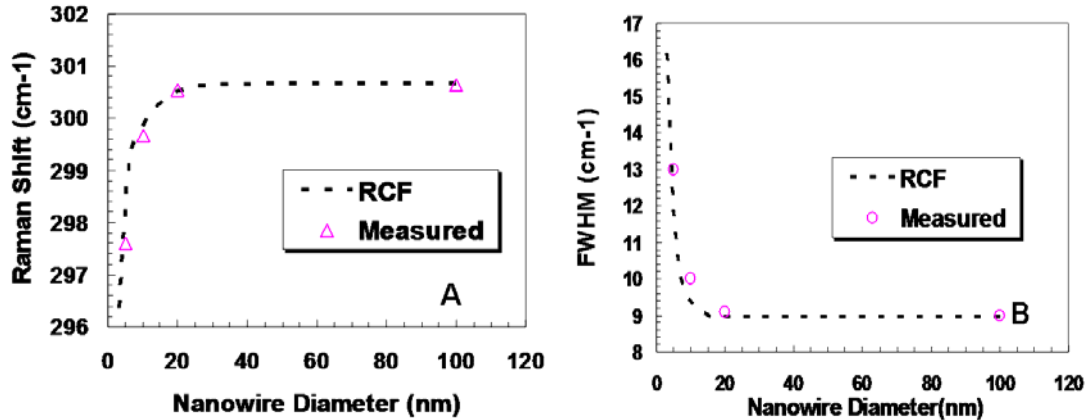 302
301
300
299
298
297
296
Raman Shift (cm-1)
RCF
Measured
A
0 20 40 60 80 100 120
Nanowire Diameter (nm)
17
16
15
14
13
12
11
10
9
8
FWHM (cm-1)
RCF
Measured
B
0 20 40 60 80 100 120
Nanowire Diameter(nm)